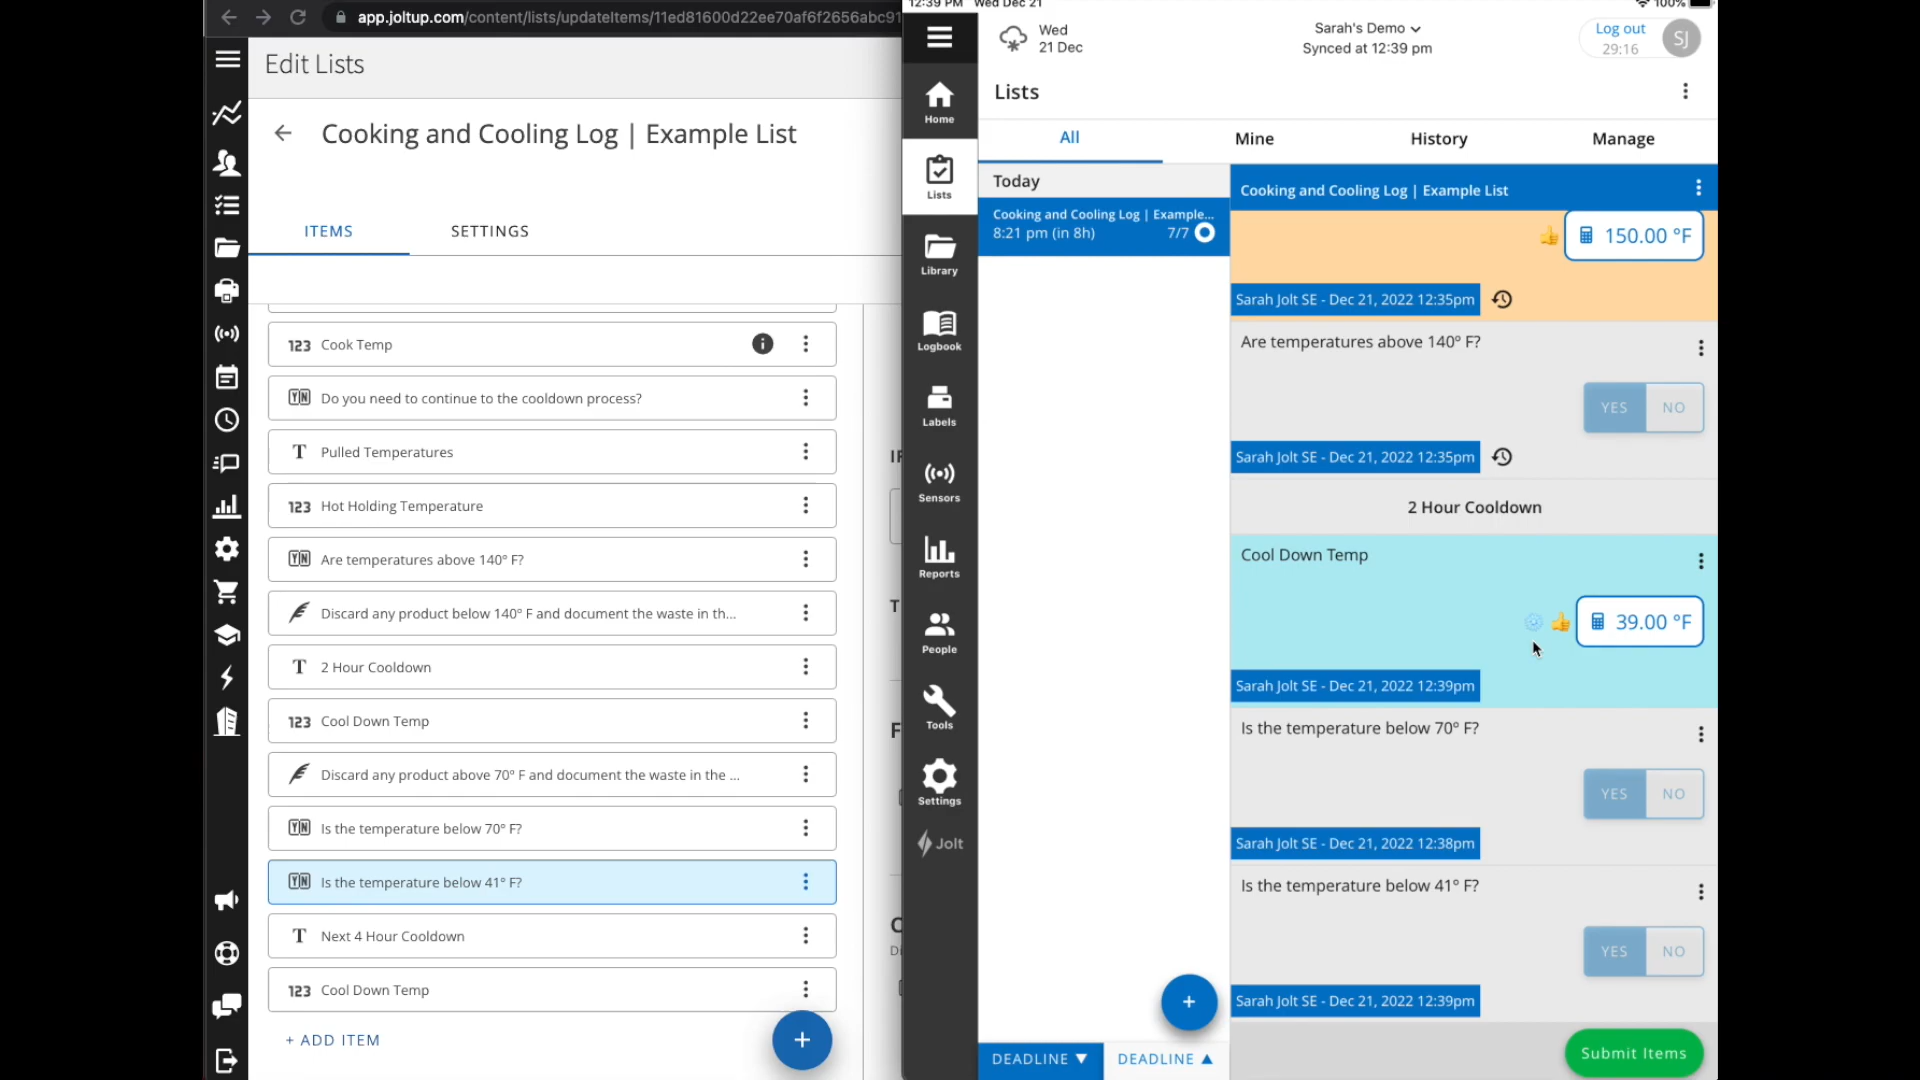 app.joltup.com/content/lists/updateItems/11ed81600d22ee70af6f2656abc91
Edit Lists
Cooking and Cooling Log | Example List
ITEMS
SETTINGS
123 Cook Temp
YN Do you need to continue to the cooldown process?
T Pulled Temperatures
123 Hot Holding Temperature
YN Are temperatures above 140° F?
Discard any product below 140° F and document the waste in th...
T 2 Hour Cooldown
123 Cool Down Temp
Discard any product above 70° F and document the waste in the ...
YN Is the temperature below 70° F?
YN Is the temperature below 41° F?
T Next 4 Hour Cooldown
123 Cool Down Temp
+ ADD ITEM
+
12:39 PM Wed Dec 21
100%
Wed
21 Dec
Sarah's Demo
Synced at 12:39 pm
Log out
29:16
SJ
Home
Lists
Library
Logbook
Labels
Sensors
Reports
People
Tools
Settings
Jolt
Lists
All
Mine
History
Manage
Today
Cooking and Cooling Log | Example...
8:21 pm (in 8h)
7/7
+
DEADLINE ▼
DEADLINE ▲
Cooking and Cooling Log | Example List
150.00 °F
Sarah Jolt SE - Dec 21, 2022 12:35pm
Are temperatures above 140° F?
YES NO
Sarah Jolt SE - Dec 21, 2022 12:35pm
2 Hour Cooldown
Cool Down Temp
39.00 °F
Sarah Jolt SE - Dec 21, 2022 12:39pm
Is the temperature below 70° F?
YES NO
Sarah Jolt SE - Dec 21, 2022 12:38pm
Is the temperature below 41° F?
YES NO
Sarah Jolt SE - Dec 21, 2022 12:39pm
Submit Items